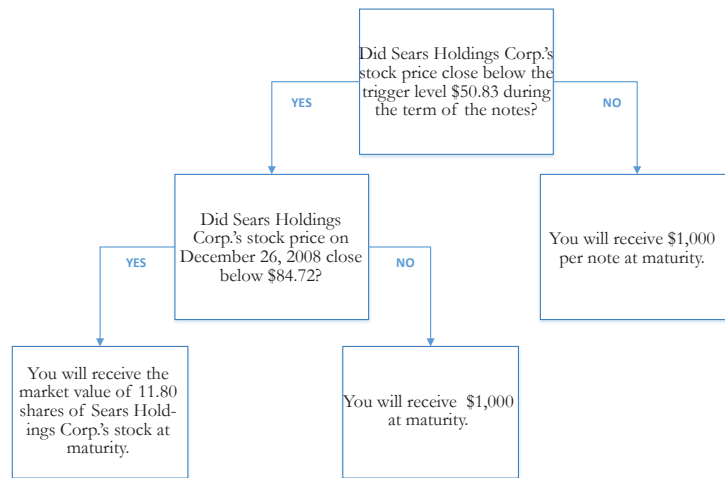 Did Sears Holdings Corp.'s
stock price close below the
trigger level $50.83 during
the term of the notes?
YES
NO
Did Sears Holdings
Corp.'s stock price on
December 26, 2008 close
below $84.72?
You will receive $1,000
per note at maturity.
YES
NO
You will receive the
market value of 11.80
shares of Sears Hold-
ings Corp.'s stock at
maturity.
You will receive $1,000
at maturity.